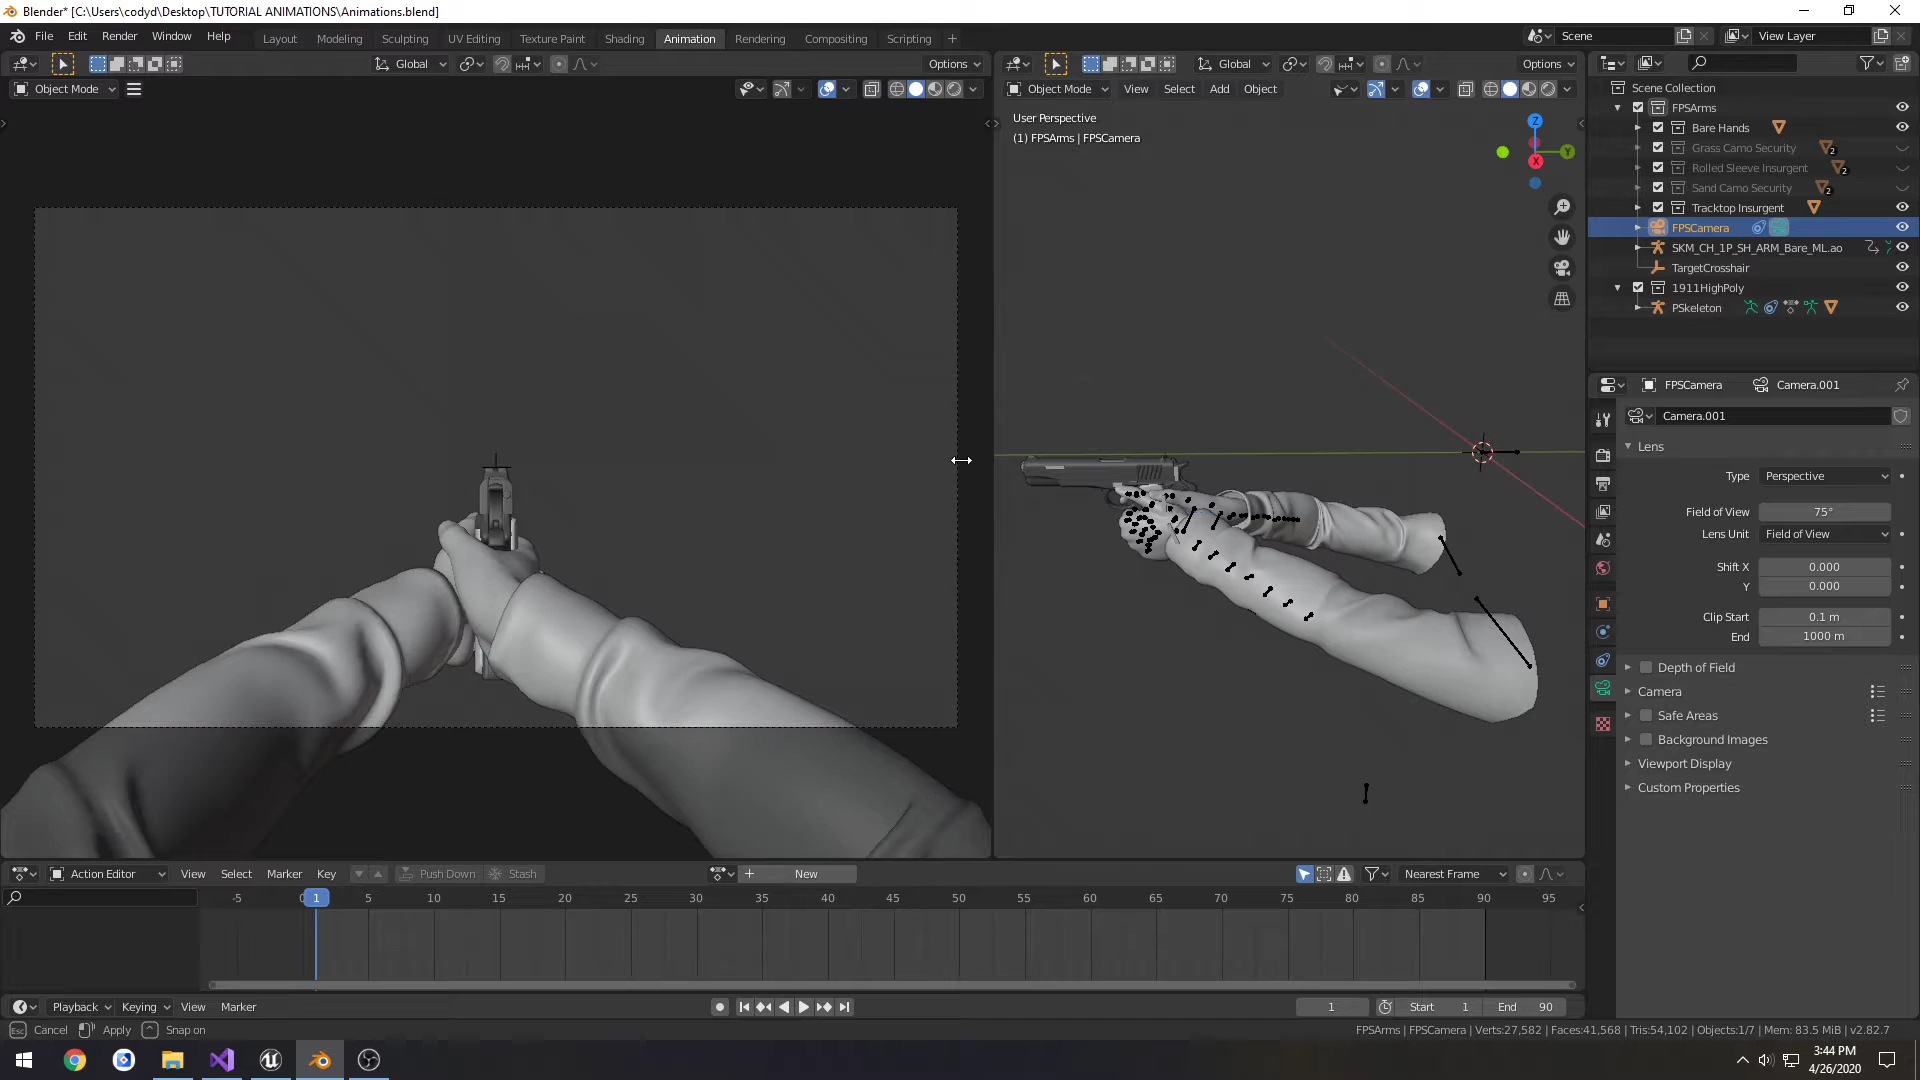 Blender* [C:\Users\codyd\Desktop\TUTORIAL ANIMATIONS\Animations.blend]
File Edit Render Window Help Layout Modeling Sculpting UV Editing Texture Paint Shading Animation Rendering Compositing Scripting + Scene View Layer
Global Options Global Options
Object Mode Object Mode View Select Add Object
User Perspective
(1) FPSArms | FPSCamera
Z
Y
X
Scene Collection
FPSArms
Bare Hands
Grass Camo Security 2
Rolled Sleeve Insurgent 2
Sand Camo Security 2
Tracktop Insurgent
FPSCamera
SKM_CH_1P_SH_ARM_Bare_ML.ao
TargetCrosshair
1911HighPoly
PSkeleton
FPSCamera Camera.001
Camera.001
Lens
Type Perspective
Field of View 75°
Lens Unit Field of View
Shift X 0.000
Y 0.000
Clip Start 0.1 m
End 1000 m
Depth of Field
Camera
Safe Areas
Background Images
Viewport Display
Custom Properties
Action Editor View Select Marker Key Push Down Stash New Nearest Frame
-5 0 1 5 10 15 20 25 30 35 40 45 50 55 60 65 70 75 80 85 90 95
Playback Keying View Marker 1 Start 1 End 90
Esc Cancel Apply Snap on FPSArms | FPSCamera | Verts:27,582 | Faces:41,568 | Tris:54,102 | Objects:1/7 | Mem: 83.5 MiB | v2.82.7
3:44 PM
4/26/2020